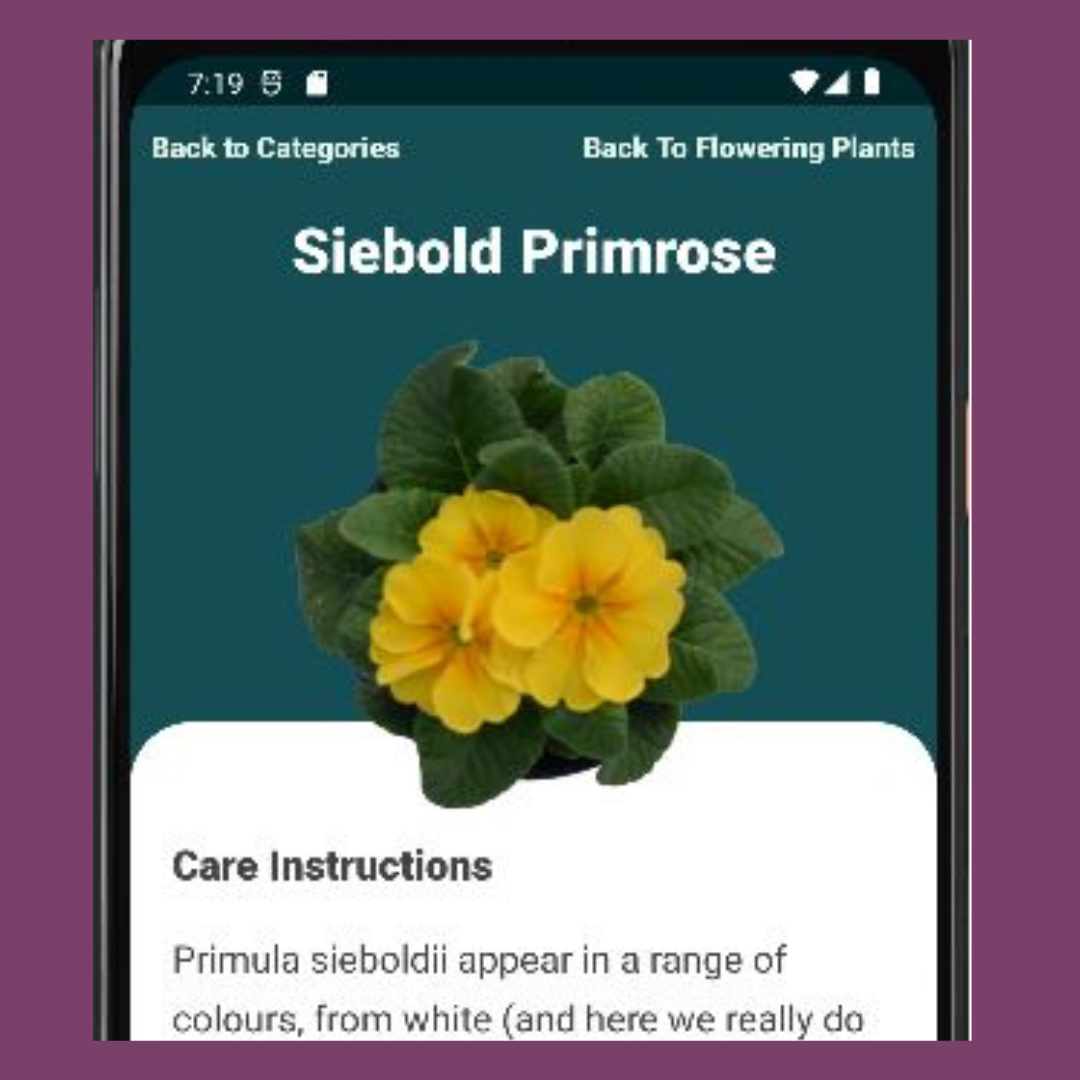 7:19
Back to Categories
Back To Flowering Plants
Siebold Primrose
Care Instructions
Primula sieboldii appear in a range of
colours, from white (and here we really do